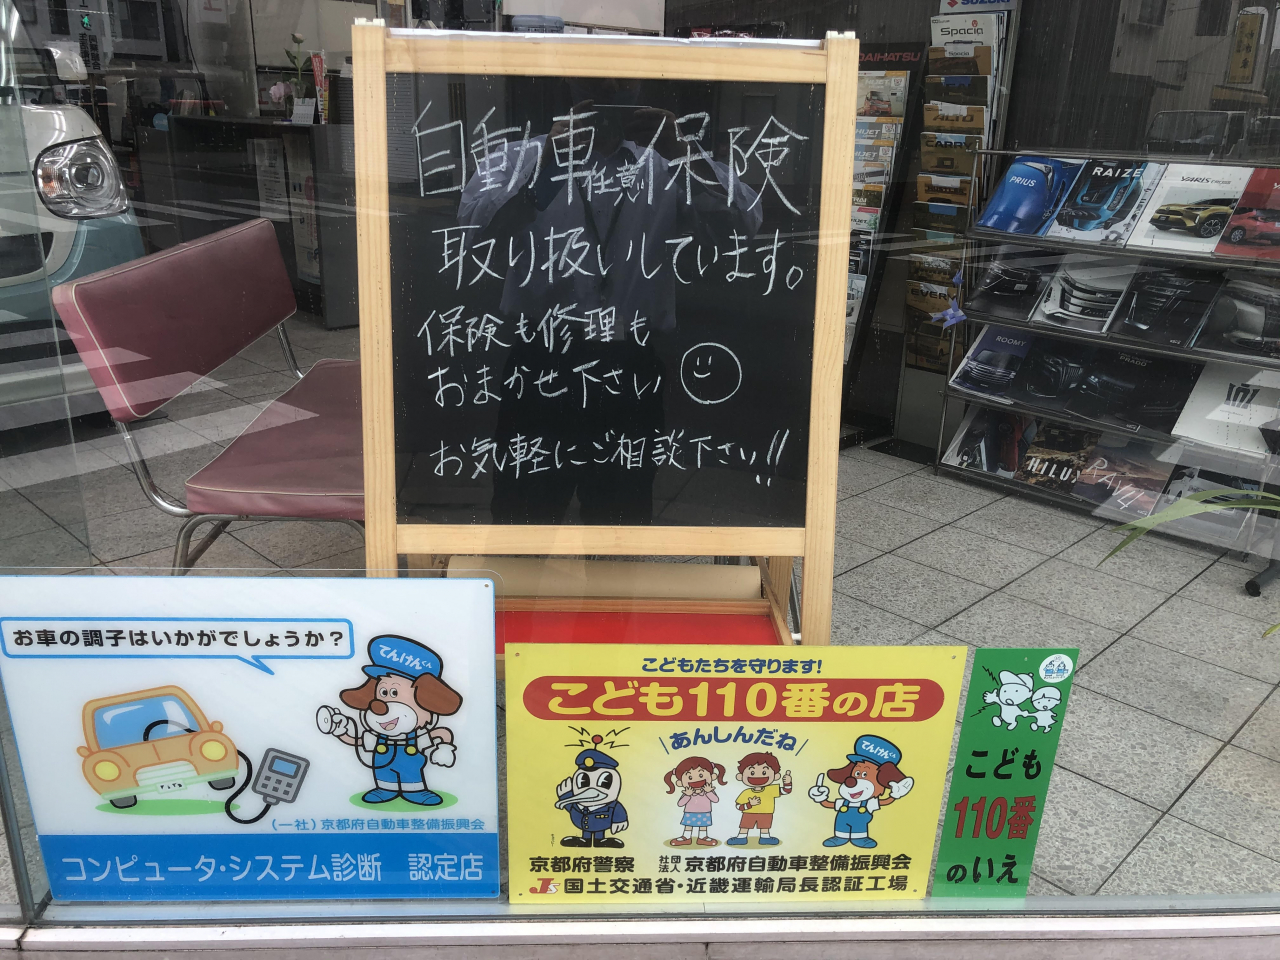 自動車任意保険
取り扱いしています。
保険も修理も
おまかせ下さい
お気軽にご相談下さい!!
SUZUKI
Spacia
DAIHATSU
ALTO
CARRY
EVERY
PRIUS
RAIZE
YARIS CROSS
ROOMY
PRADO
HILUX
RAV4
お車の調子はいかがでしょうか?
てんけんくん
(一社)京都府自動車整備振興会
コンピュータ・システム診断 認定店
こどもたちを守ります!
こども110番の店
あんしんだね
てんけんくん
京都府警察 社団法人 京都府自動車整備振興会
JS 国土交通省・近畿運輸局長認証工場
こども
110番
のいえ